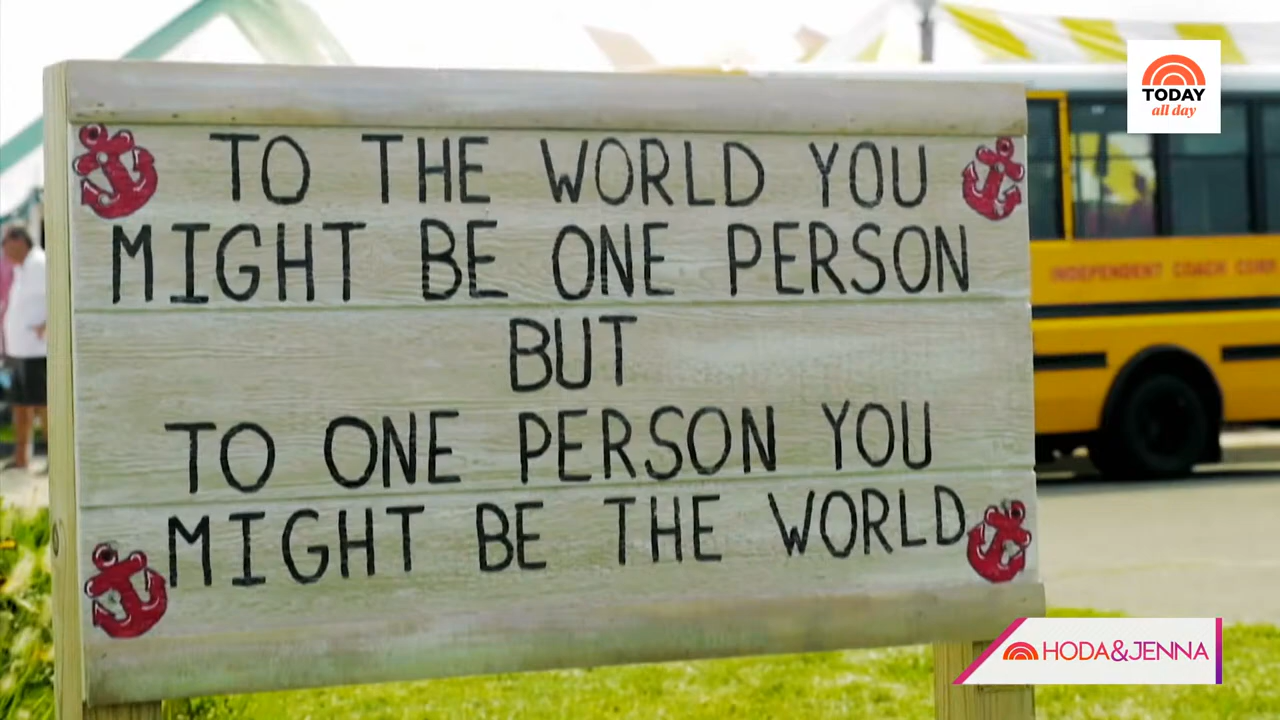 TODAY
all day
TO THE WORLD YOU
MIGHT BE ONE PERSON
BUT
TO ONE PERSON YOU
MIGHT BE THE WORLD
INDEPENDENT COACH CORP
HODA&JENNA